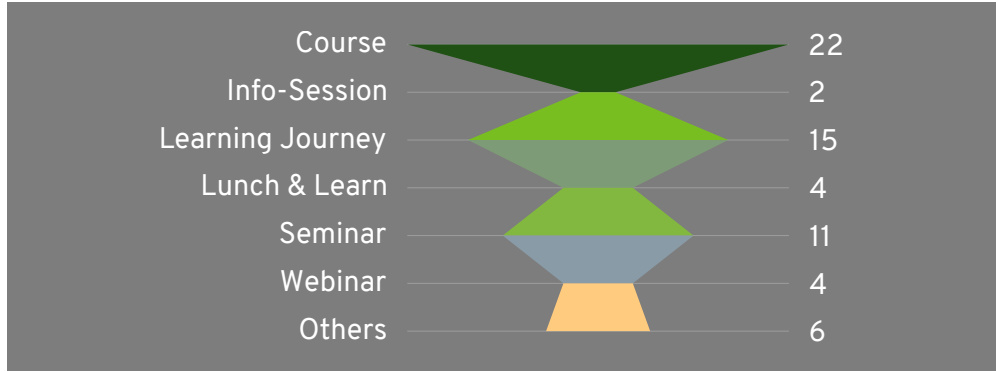 Course 22
Info-Session 2
Learning Journey 15
Lunch & Learn 4
Seminar 11
Webinar 4
Others 6